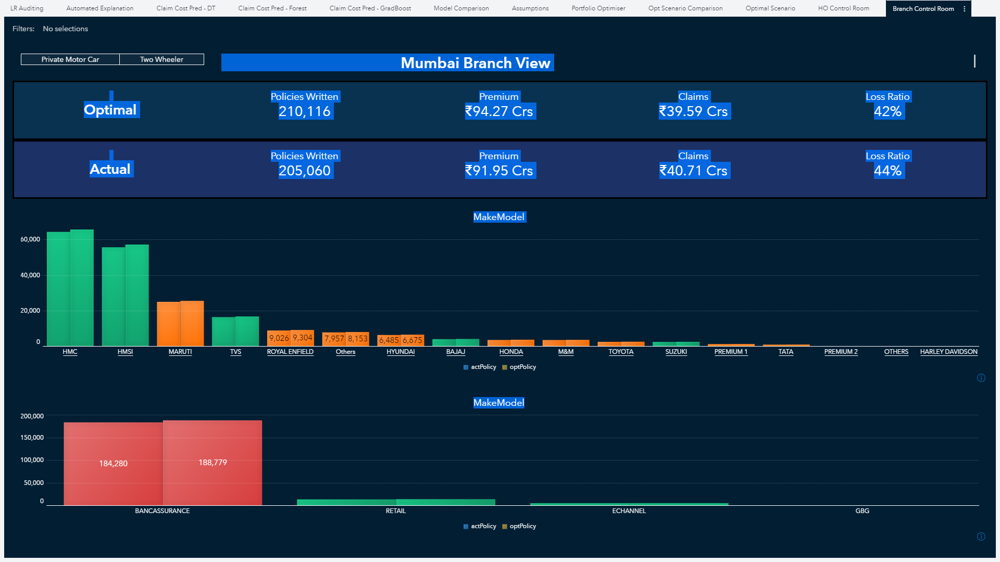 LR Auditing Automated Explanation Claim Cost Pred - DT Claim Cost Pred - Forest Claim Cost Pred - GradBoost Model Comparison Assumptions Portfolio Optimiser Opt Scenario Comparison Optimal Scenario HO Control Room Branch Control Room
Filters: No selections
Private Motor Car Two Wheeler
Mumbai Branch View
Policies Written Premium Claims Loss Ratio
Optimal 210,116 ₹94.27 Crs ₹39.59 Crs 42%
Policies Written Premium Claims Loss Ratio
Actual 205,060 ₹91.95 Crs ₹40.71 Crs 44%
MakeModel
60,000
40,000
20,000
9,026 9,304 7,957 8,153 6,485 6,675
0
HMC HMSI MARUTI TVS ROYAL ENFIELD Others HYUNDAI BAJAJ HONDA M&M TOYOTA SUZUKI PREMIUM 1 TATA PREMIUM 2 OTHERS HARLEY DAVIDSON
actPolicy optPolicy
MakeModel
200,000
150,000
100,000
184,280 188,779
50,000
0
BANCASSURANCE RETAIL ECHANNEL GBG
actPolicy optPolicy